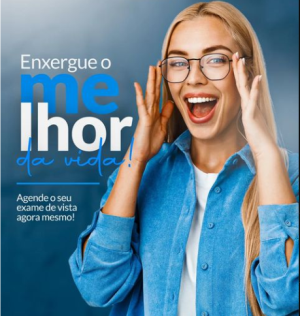 Enxergue o
me
lhor
da vida!
Agende o seu
exame de vista
agora mesmo!